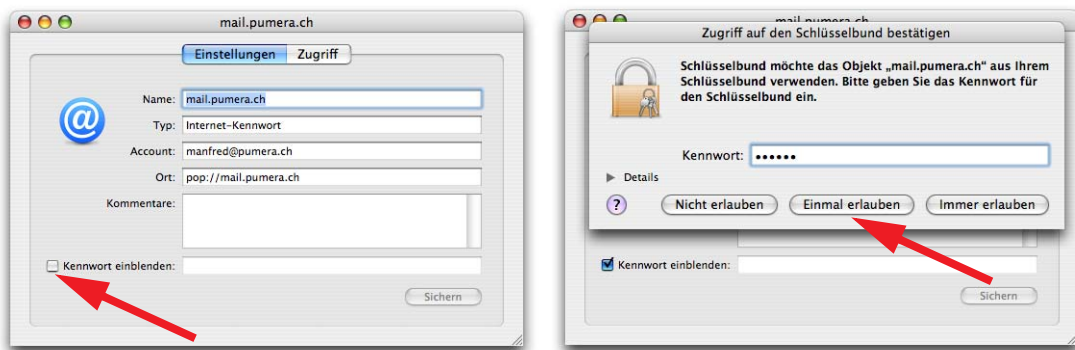 mail.pumera.ch
Einstellungen Zugriff
Name: mail.pumera.ch
Typ: Internet-Kennwort
Account: manfred@pumera.ch
Ort: pop://mail.pumera.ch
Kommentare:
Kennwort einblenden:
Sichern
mail.pumera.ch
Zugriff auf den Schlüsselbund bestätigen
Schlüsselbund möchte das Objekt „mail.pumera.ch“ aus Ihrem
Schlüsselbund verwenden. Bitte geben Sie das Kennwort für
den Schlüsselbund ein.
Kennwort: ••••••
Details
? Nicht erlauben Einmal erlauben Immer erlauben
Kennwort einblenden:
Sichern